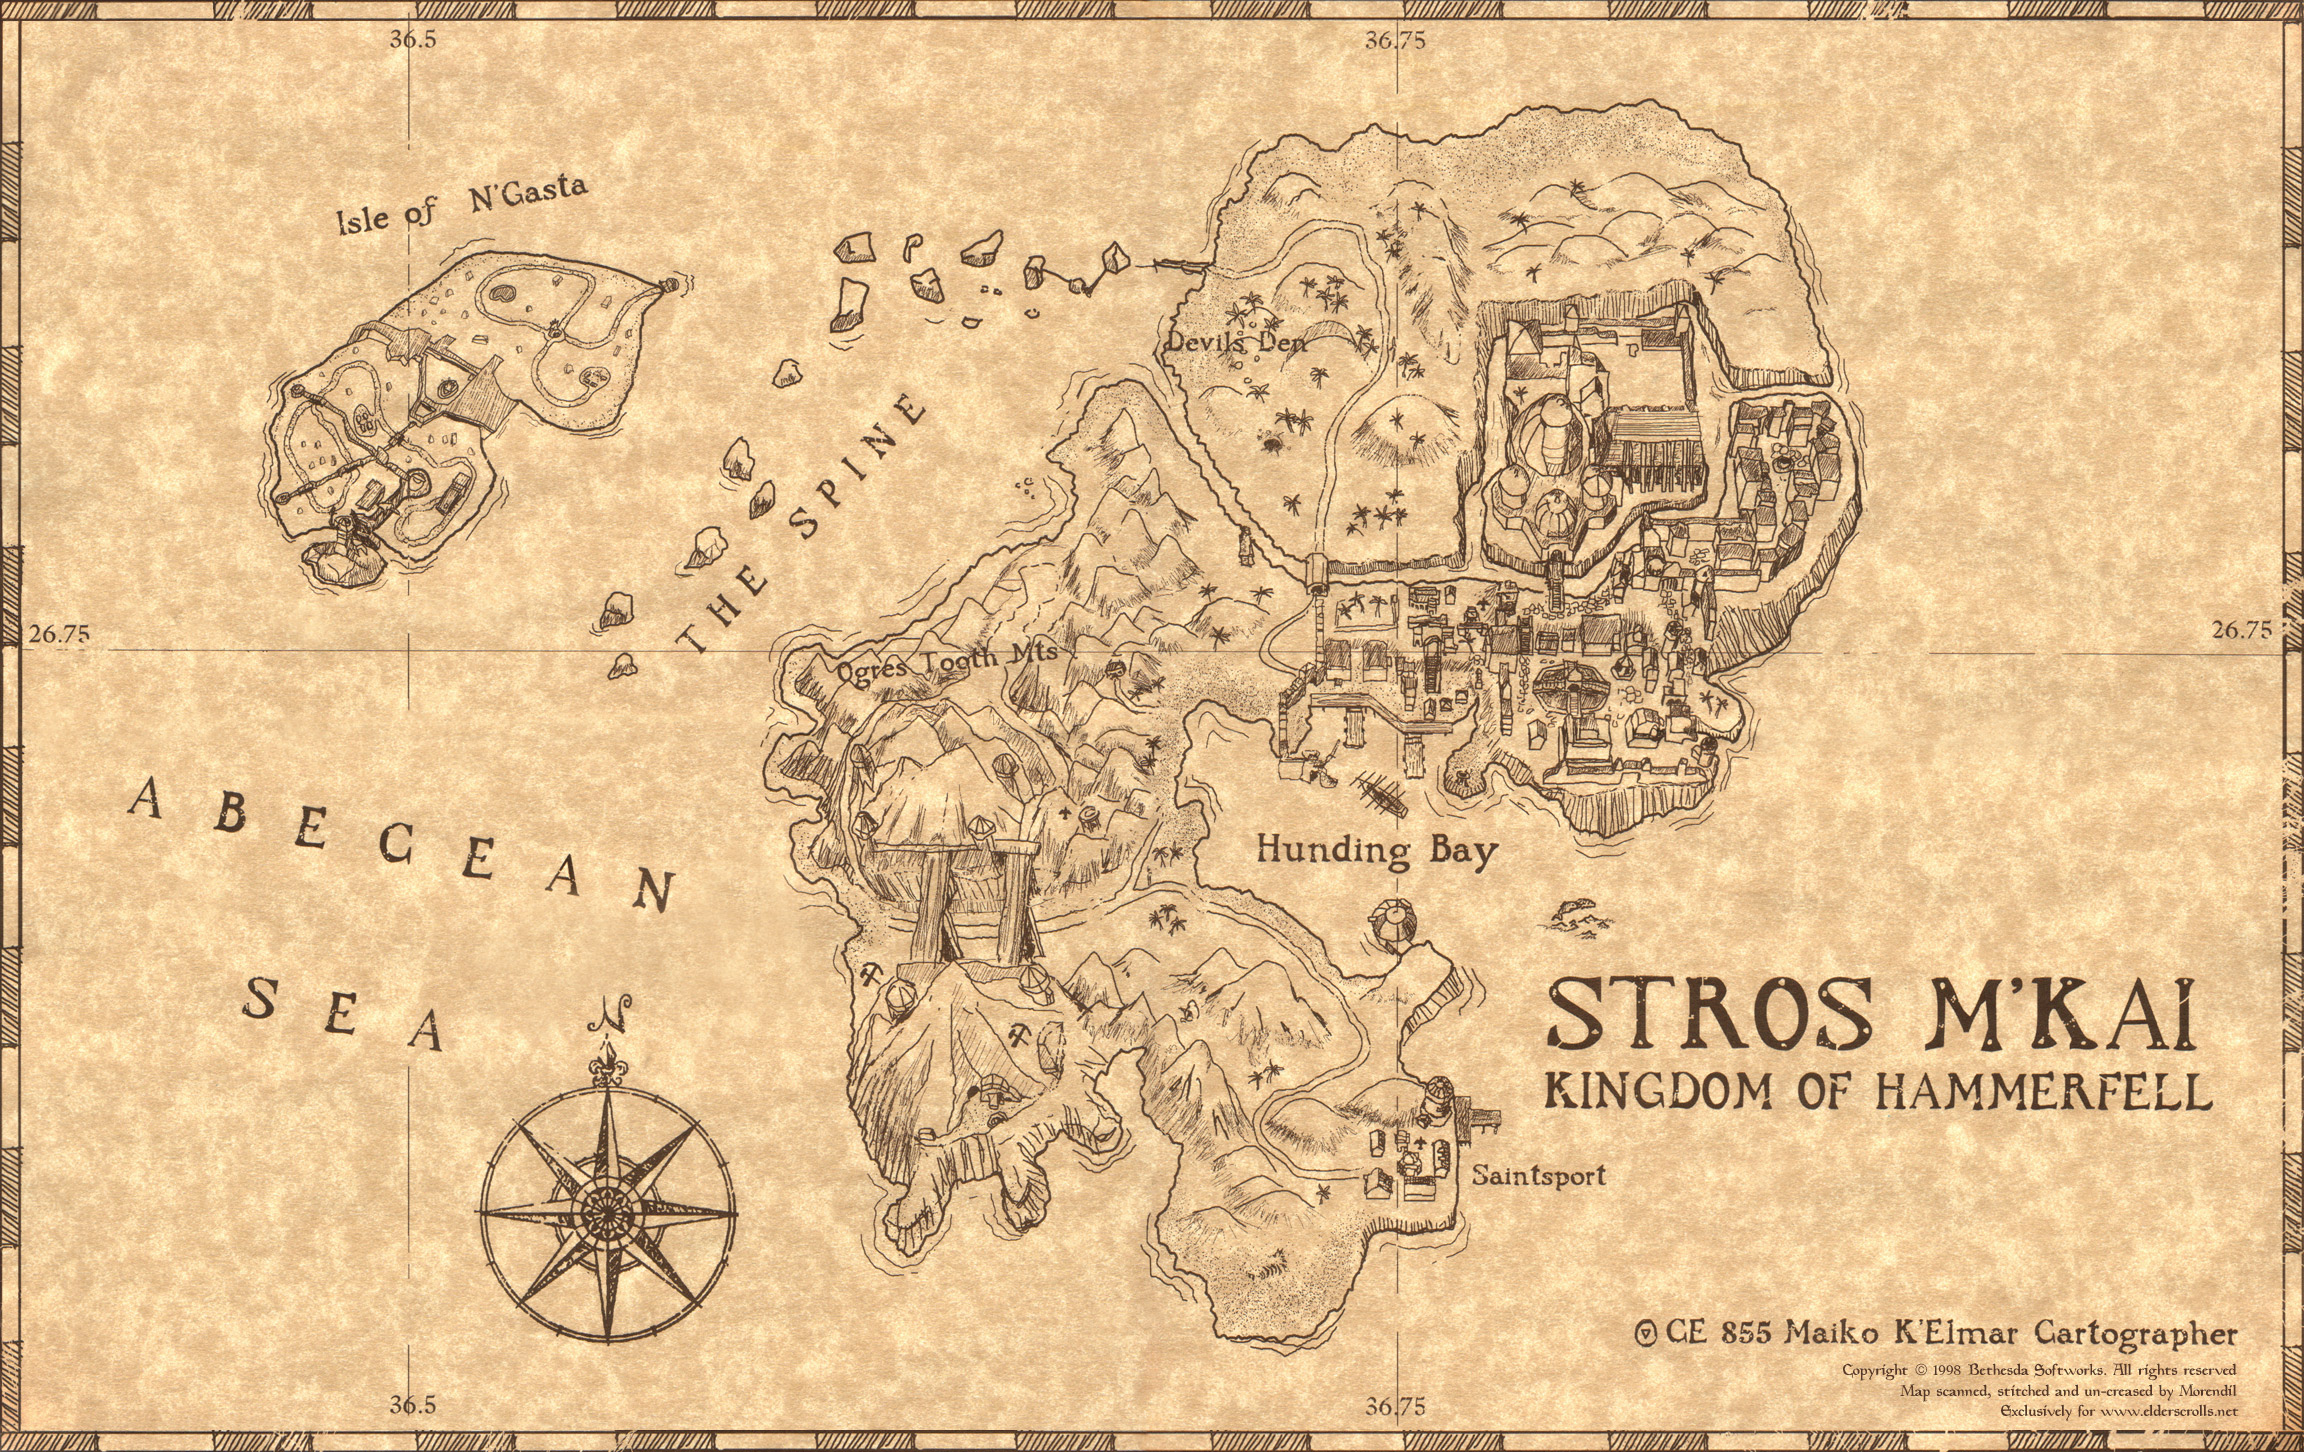 36.5
36.75
Isle of N'Gasta
Devils Den
THE SPINE
26.75
26.75
Ogres Tooth Mts
ABECEAN
SEA
Hunding Bay
N
STROS M'KAI
KINGDOM OF HAMMERFELL
Saintsport
CE 855 Maiko K'Elmar Cartographer
Copyright © 1998 Bethesda Softworks. All rights reserved
Map scanned, stitched and un-creased by Morendil
Exclusively for www.elderscrolls.net
36.5
36.75